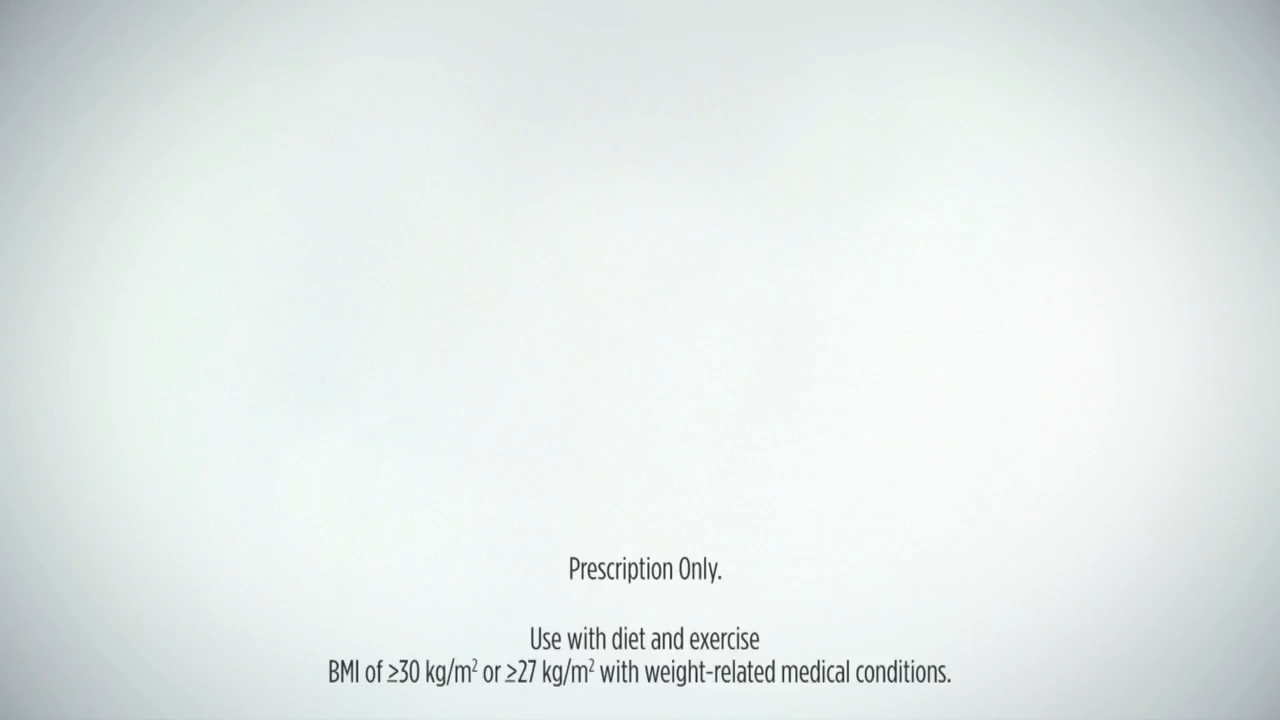 Prescription Only.
Use with diet and exercise
BMI of ≥30 kg/m² or ≥27 kg/m² with weight-related medical conditions.